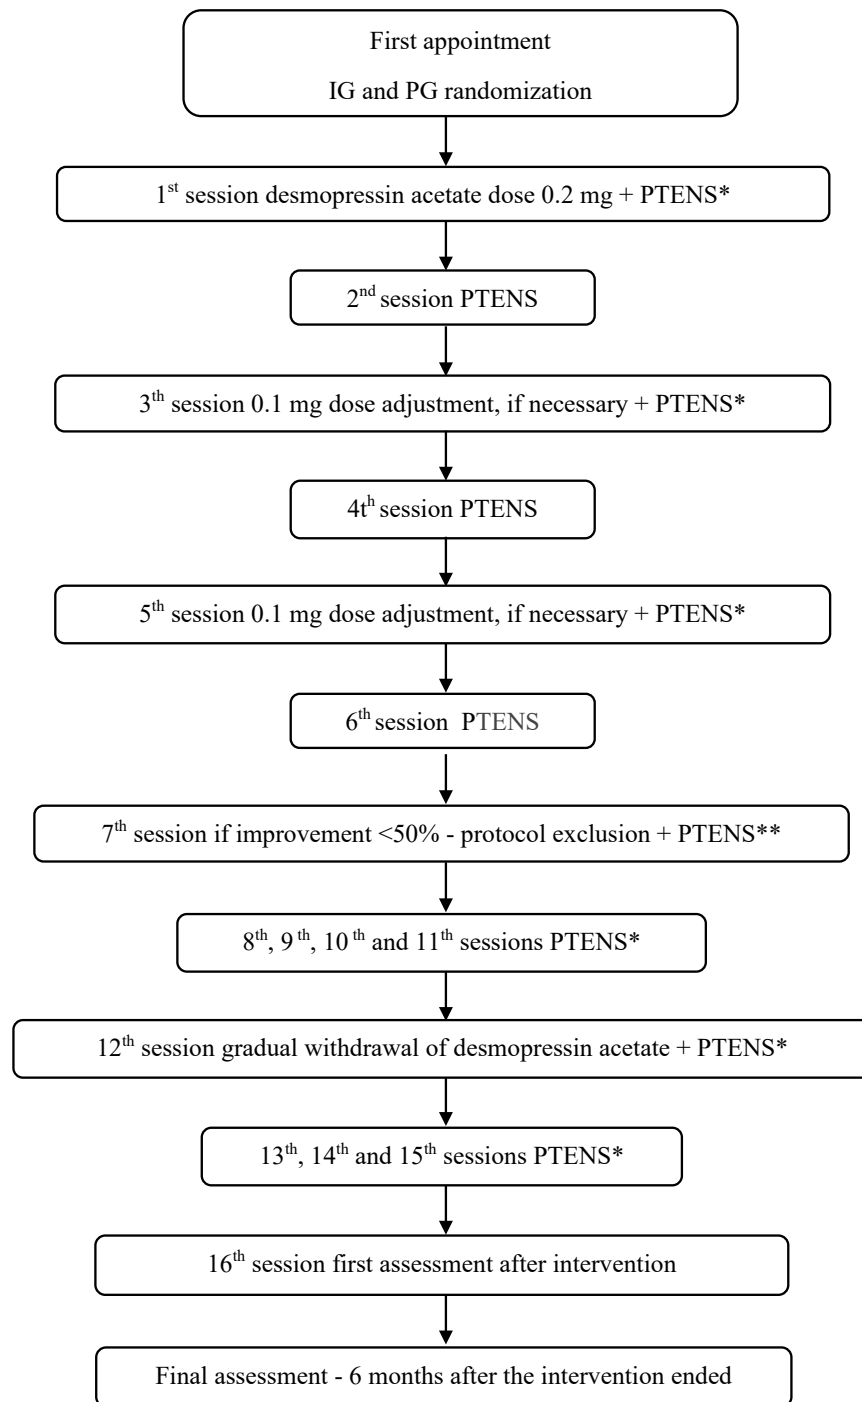 First appointment
IG and PG randomization
1st session desmopressin acetate dose 0.2 mg + PTENS*
2nd session PTENS
3th session 0.1 mg dose adjustment, if necessary + PTENS*
4th session PTENS
5th session 0.1 mg dose adjustment, if necessary + PTENS*
6th session PTENS
7th session if improvement <50% - protocol exclusion + PTENS**
8th, 9th, 10th and 11th sessions PTENS*
12th session gradual withdrawal of desmopressin acetate + PTENS*
13th, 14th and 15th sessions PTENS*
16th session first assessment after intervention
Final assessment - 6 months after the intervention ended